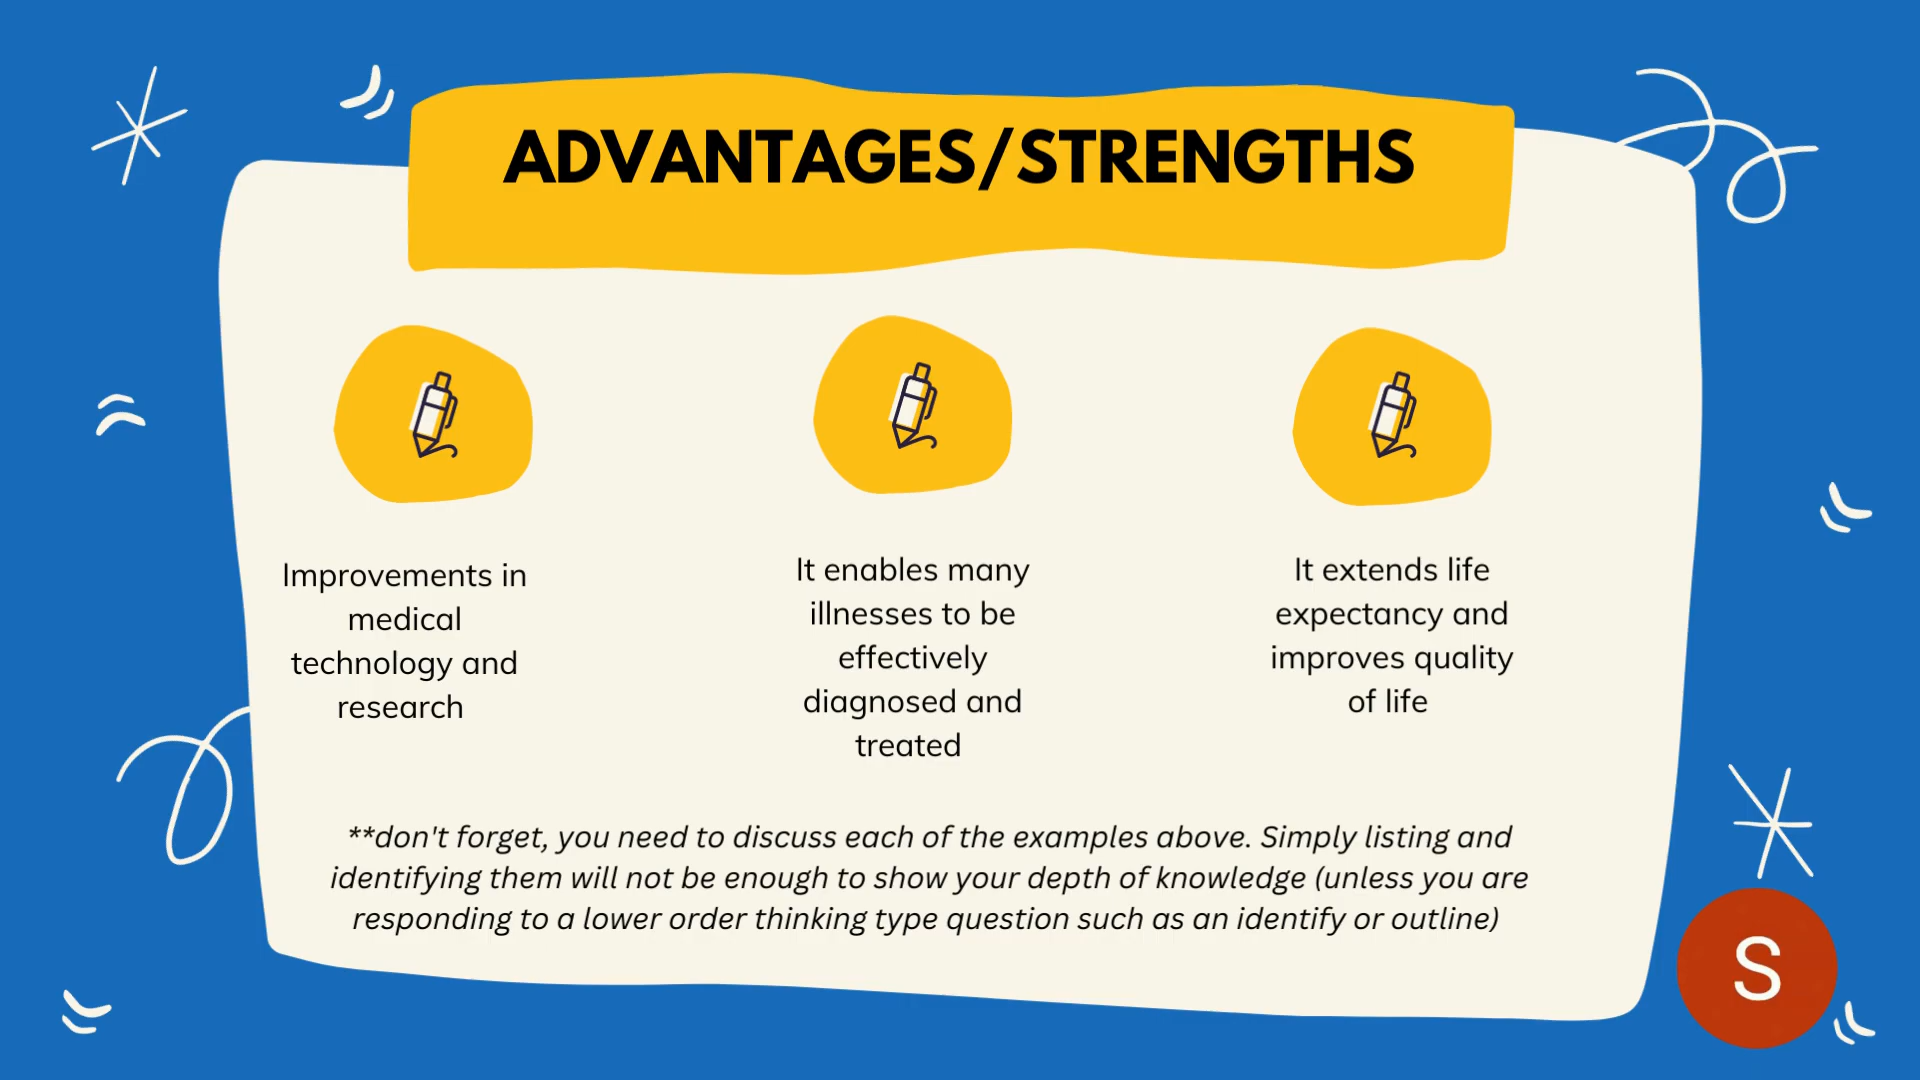 ADVANTAGES/STRENGTHS
Improvements in
medical
technology and
research
It enables many
illnesses to be
effectively
diagnosed and
treated
It extends life
expectancy and
improves quality
of life
**don't forget, you need to discuss each of the examples above. Simply listing and
identifying them will not be enough to show your depth of knowledge (unless you are
responding to a lower order thinking type question such as an identify or outline)
S